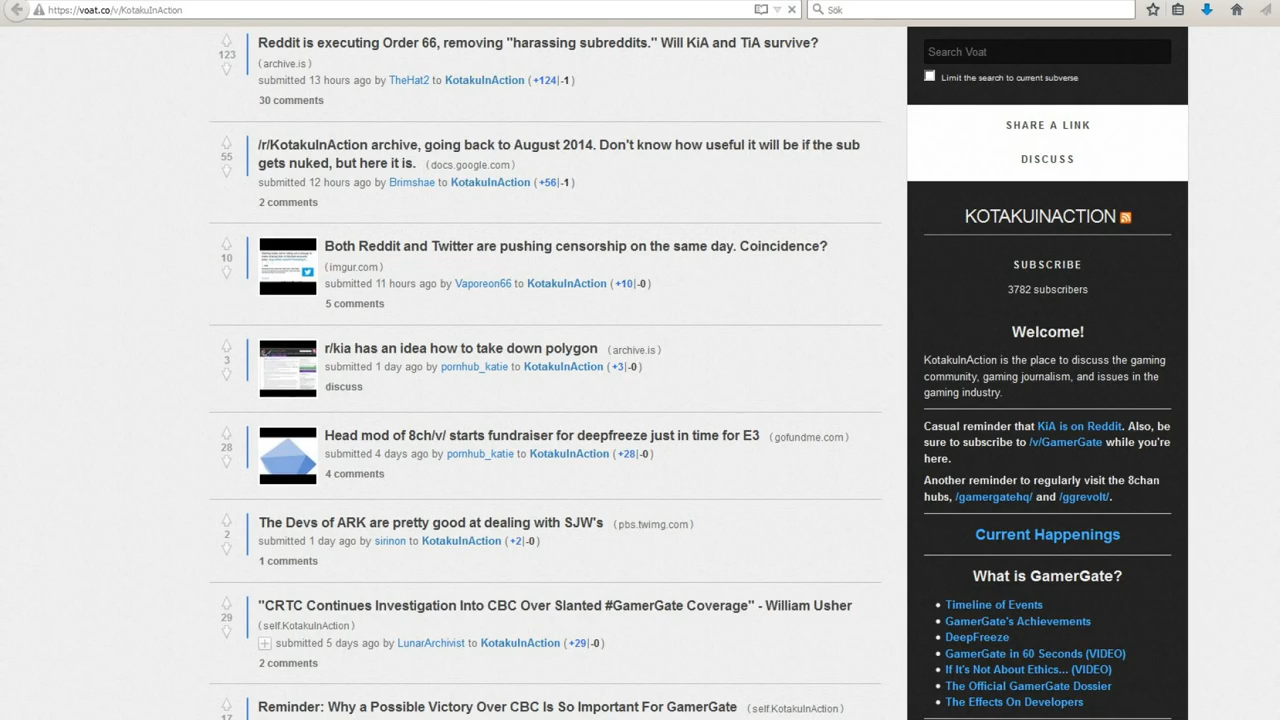 https://voat.co/v/KotakuInAction
Sök
123
Reddit is executing Order 66, removing "harassing subreddits." Will KiA and TiA survive?
(archive.is)
submitted 13 hours ago by TheHat2 to KotakuInAction (+124|-1)
30 comments
55
/r/KotakuInAction archive, going back to August 2014. Don't know how useful it will be if the sub
gets nuked, but here it is. (docs.google.com)
submitted 12 hours ago by Brimshae to KotakuInAction (+56|-1)
2 comments
10
Both Reddit and Twitter are pushing censorship on the same day. Coincidence?
(imgur.com)
submitted 11 hours ago by Vaporeon66 to KotakuInAction (+10|-0)
5 comments
3
r/kia has an idea how to take down polygon (archive.is)
submitted 1 day ago by pornhub_katie to KotakuInAction (+3|-0)
discuss
28
Head mod of 8ch/v/ starts fundraiser for deepfreeze just in time for E3 (gofundme.com)
submitted 4 days ago by pornhub_katie to KotakuInAction (+28|-0)
4 comments
2
The Devs of ARK are pretty good at dealing with SJW's (pbs.twimg.com)
submitted 1 day ago by sirinon to KotakuInAction (+2|-0)
1 comments
29
"CRTC Continues Investigation Into CBC Over Slanted #GamerGate Coverage" - William Usher
(self.KotakuInAction)
submitted 5 days ago by LunarArchivist to KotakuInAction (+29|-0)
2 comments
17
Reminder: Why a Possible Victory Over CBC Is So Important For GamerGate (self.KotakuInAction)
Search Voat
Limit the search to current subverse
SHARE A LINK
DISCUSS
KOTAKUINACTION
SUBSCRIBE
3782 subscribers
Welcome!
KotakuInAction is the place to discuss the gaming
community, gaming journalism, and issues in the
gaming industry.
Casual reminder that KiA is on Reddit. Also, be
sure to subscribe to /v/GamerGate while you're
here.
Another reminder to regularly visit the 8chan
hubs, /gamergatehq/ and /ggrevolt/.
Current Happenings
What is GamerGate?
Timeline of Events
GamerGate's Achievements
DeepFreeze
GamerGate in 60 Seconds (VIDEO)
If It's Not About Ethics... (VIDEO)
The Official GamerGate Dossier
The Effects On Developers